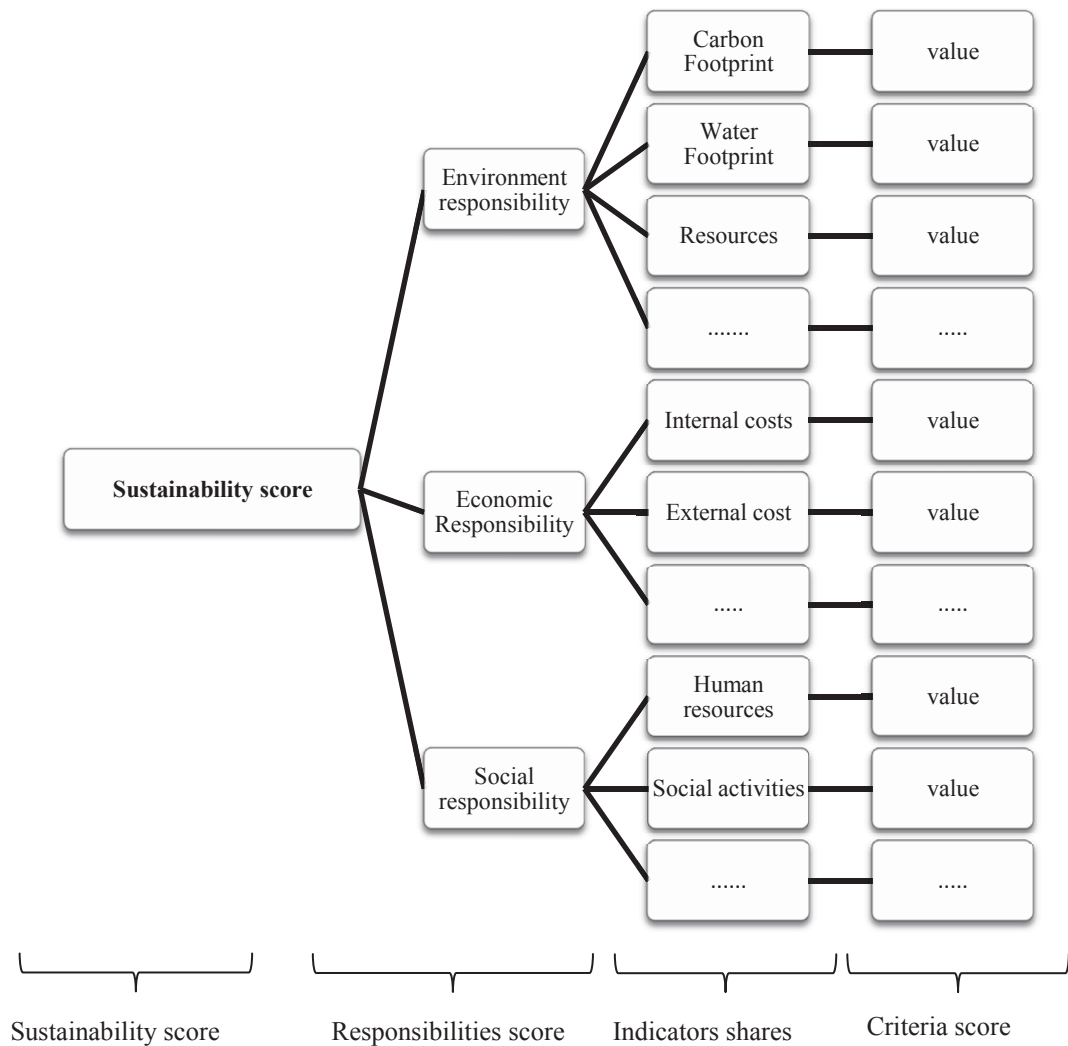 Carbon
Footprint
value
Water
Footprint
value
Environment
responsibility
Resources
value
.......
.....
Internal costs
value
Sustainability score
Economic
Responsibility
External cost
value
.....
.....
Human
resources
value
Social
responsibility
Social activities
value
......
.....
Sustainability score
Responsibilities score
Indicators shares
Criteria score